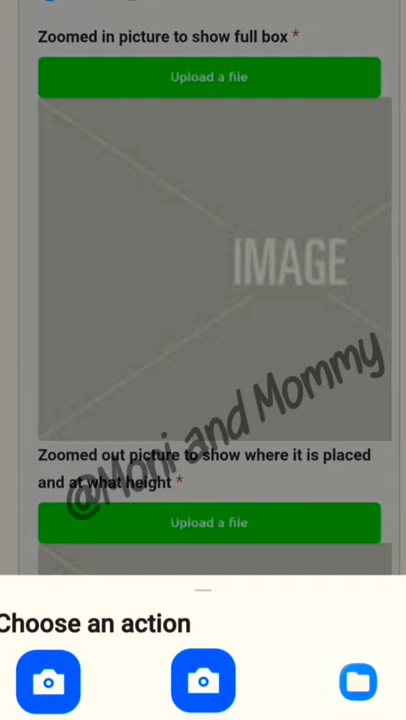 Zoomed in picture to show full box *
Upload a file
IMAGE
@Moni and Mommy
Zoomed out picture to show where it is placed
and at what height *
Upload a file
Choose an action